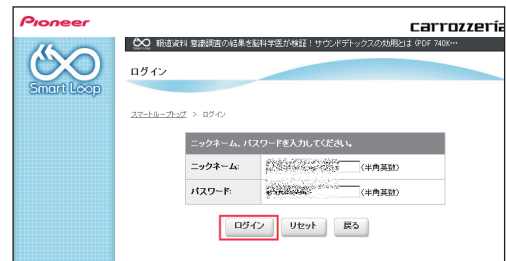 Pioneer
carrozzeria
報道資料 意識調査の結果を脳科学医が検証！サウンドデトックスの効用とは (PDF 740K…
Smart Loop
ログイン
スマートループトップ > ログイン
ニックネーム、パスワードを入力してください。
ニックネーム: (半角英数)
パスワード: (半角英数)
ログイン リセット 戻る